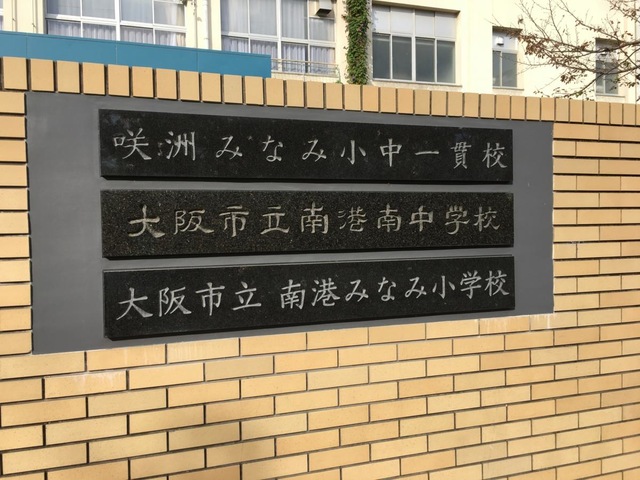 咲洲みなみ小中一貫校
大阪市立南港南中学校
大阪市立 南港みなみ小学校